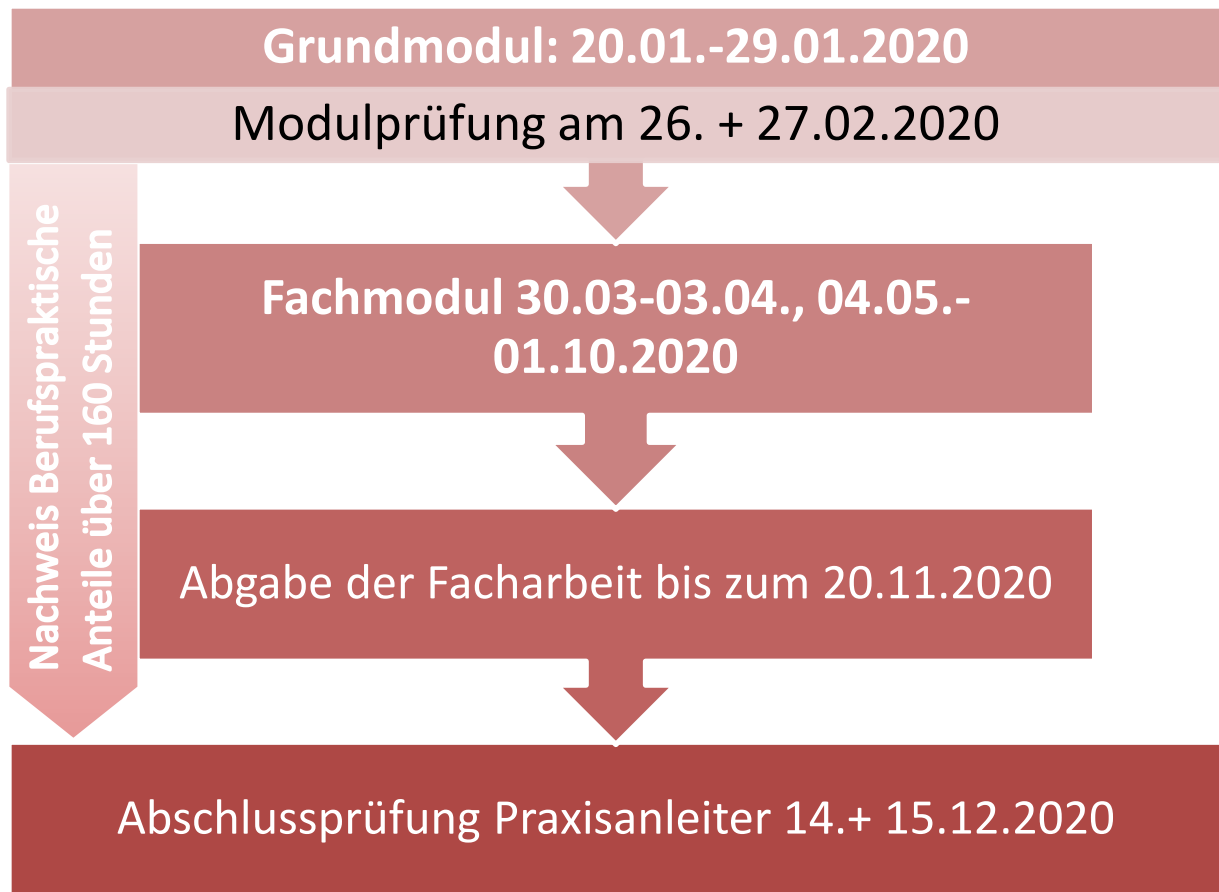 Grundmodul: 20.01.-29.01.2020
Modulprüfung am 26. + 27.02.2020
Nachweis Berufspraktische
Anteile über 160 Stunden
Fachmodul 30.03-03.04., 04.05.-
01.10.2020
Abgabe der Facharbeit bis zum 20.11.2020
Abschlussprüfung Praxisanleiter 14.+ 15.12.2020